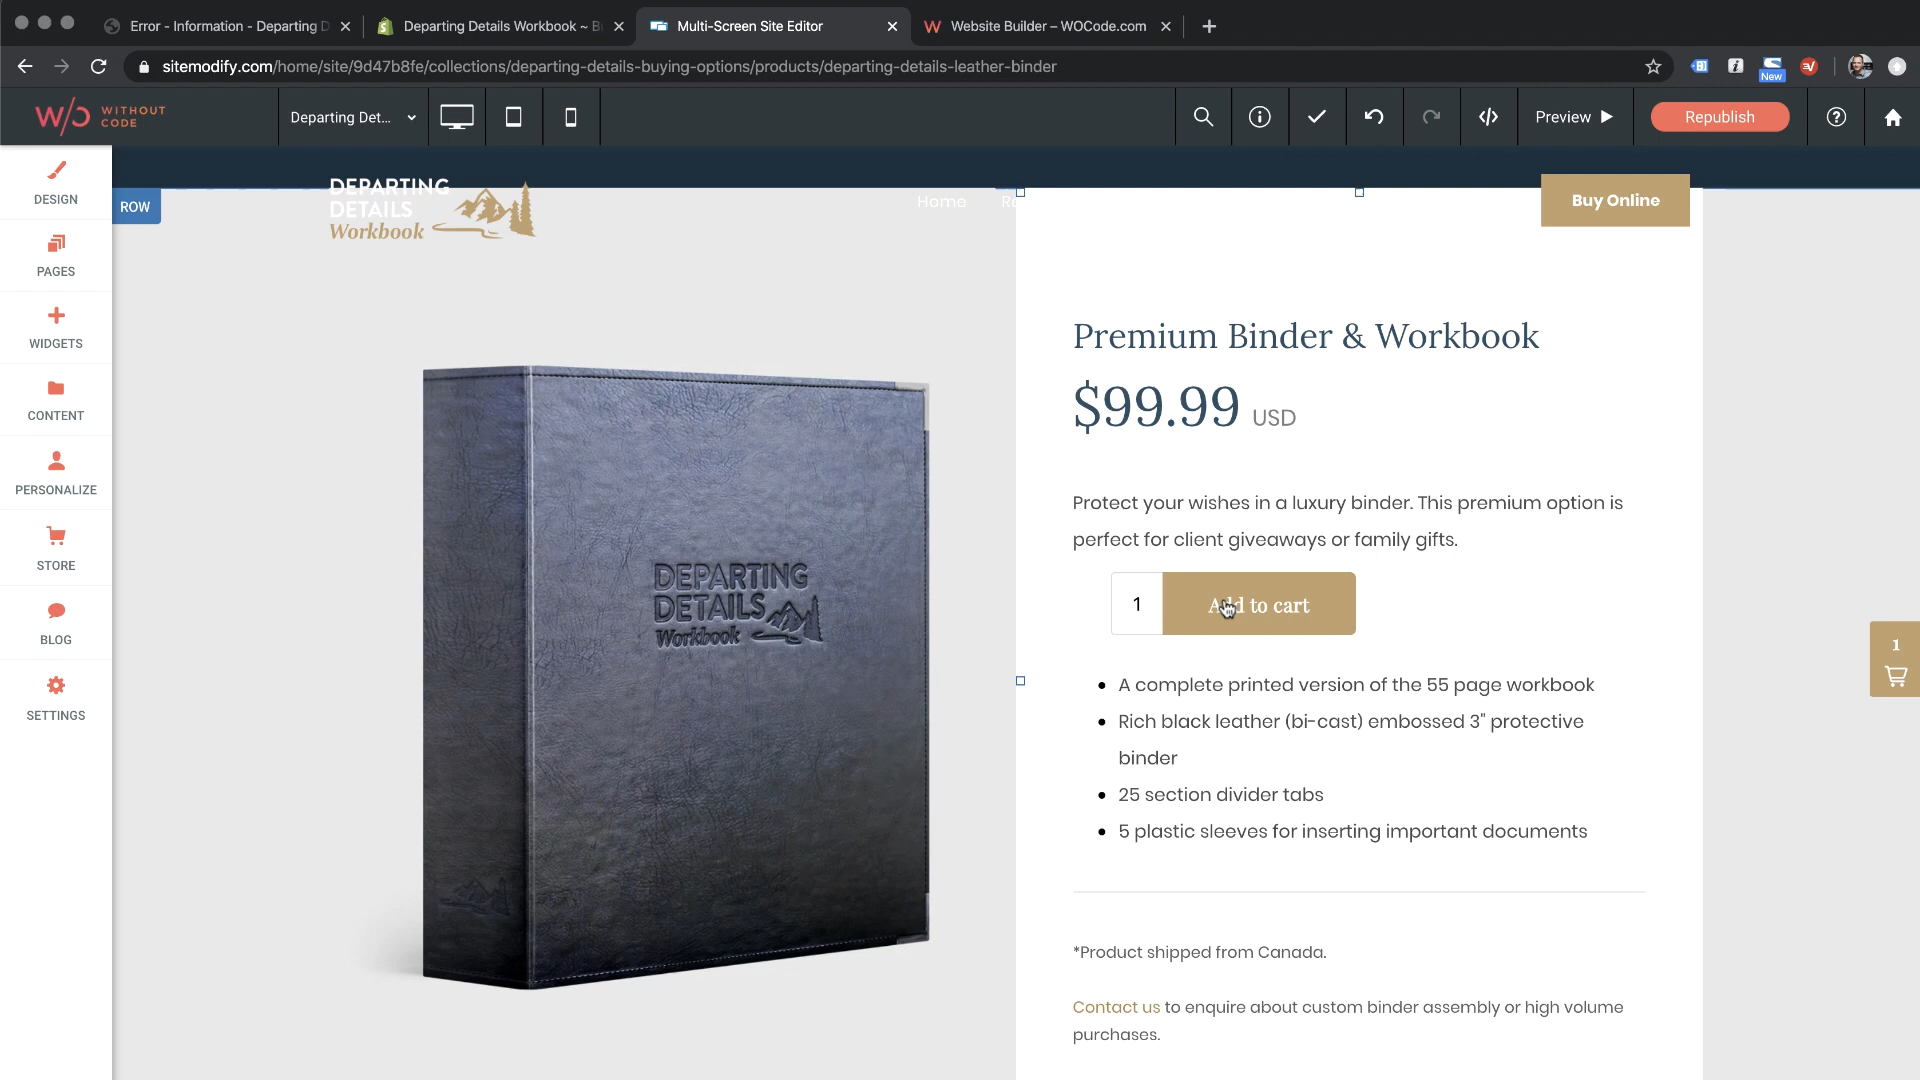 Error - Information - Departing D
Departing Details Workbook ~ B
Multi-Screen Site Editor
Website Builder – WOCode.com
sitemodify.com/home/site/9d47b8fe/collections/departing-details-buying-options/products/departing-details-leather-binder
New
W/O WITHOUT CODE
Departing Det...
Preview
Republish
DESIGN
PAGES
WIDGETS
CONTENT
PERSONALIZE
STORE
BLOG
SETTINGS
ROW
DEPARTING
DETAILS
Workbook
Home
Buy Online
DEPARTING
DETAILS
Workbook
Premium Binder & Workbook
$99.99 USD
Protect your wishes in a luxury binder. This premium option is
perfect for client giveaways or family gifts.
1
Add to cart
1
A complete printed version of the 55 page workbook
Rich black leather (bi-cast) embossed 3" protective
binder
25 section divider tabs
5 plastic sleeves for inserting important documents
*Product shipped from Canada.
Contact us to enquire about custom binder assembly or high volume
purchases.